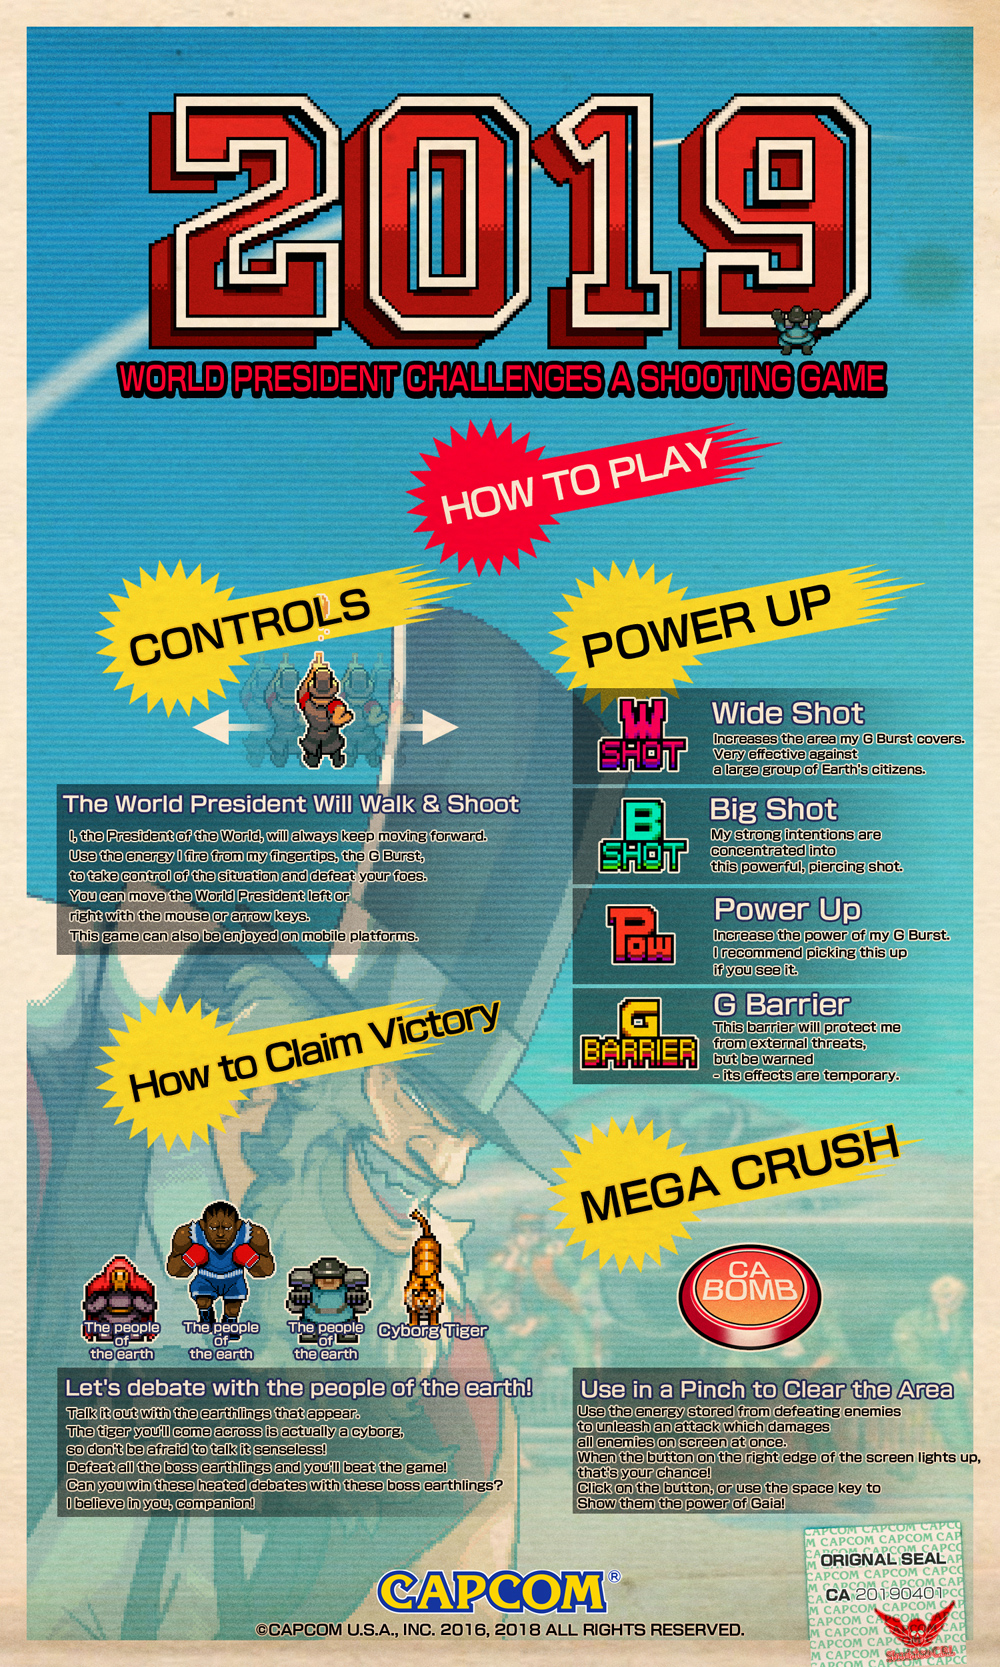 2019
WORLD PRESIDENT CHALLENGES A SHOOTING GAME
HOW TO PLAY
CONTROLS
The World President Will Walk & Shoot
I, the President of the World, will always keep moving forward.
Use the energy I fire from my fingertips, the G Burst,
to take control of the situation and defeat your foes.
You can move the World President left or
right with the mouse or arrow keys.
This game can also be enjoyed on mobile platforms.
POWER UP
W
SHOT
Wide Shot
Increases the area my G Burst covers.
Very effective against
a large group of Earth's citizens.
B
SHOT
Big Shot
My strong intentions are
concentrated into
this powerful, piercing shot.
POW
Power Up
Increase the power of my G Burst.
I recommend picking this up
if you see it.
G
BARRIER
G Barrier
This barrier will protect me
from external threats,
but be warned
- its effects are temporary.
How to Claim Victory
The people
of
the earth
The people
of
the earth
The people
of
the earth
Cyborg Tiger
Let's debate with the people of the earth!
Talk it out with the earthlings that appear.
The tiger you'll come across is actually a cyborg,
so don't be afraid to talk it senseless!
Defeat all the boss earthlings and you'll beat the game!
Can you win these heated debates with these boss earthlings?
I believe in you, companion!
MEGA CRUSH
CA
BOMB
Use in a Pinch to Clear the Area
Use the energy stored from defeating enemies
to unleash an attack which damages
all enemies on screen at once.
When the button on the right edge of the screen lights up,
that's your chance!
Click on the button, or use the space key to
Show them the power of Gaia!
CAPCOM®
©CAPCOM U.S.A., INC. 2016, 2018 ALL RIGHTS RESERVED.
ORIGNAL SEAL
CA 20190401